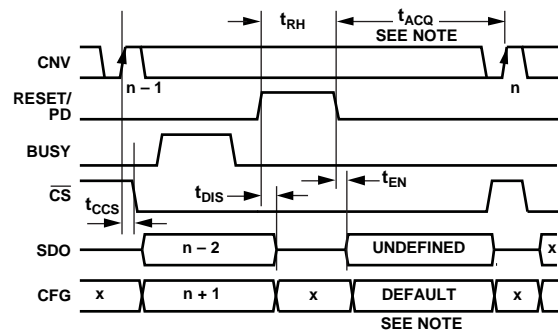 tRH
tACQ
SEE NOTE
CNV
n – 1
n
RESET/
PD
BUSY
tDIS
tEN
CS
tCCS
SDO
n – 2
UNDEFINED
x
CFG
x
n + 1
x
DEFAULT
x
SEE NOTE